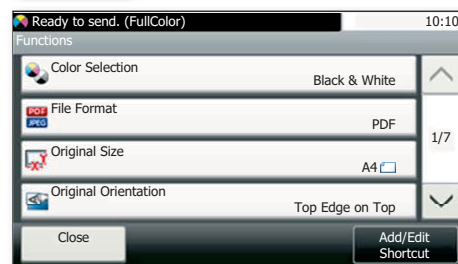 Ready to send. (FullColor) 10:10
Functions
Color Selection
Black & White
File Format
PDF
JPEG
PDF
1/7
Original Size
A4
Original Orientation
Top Edge on Top
Close
Add/Edit
Shortcut